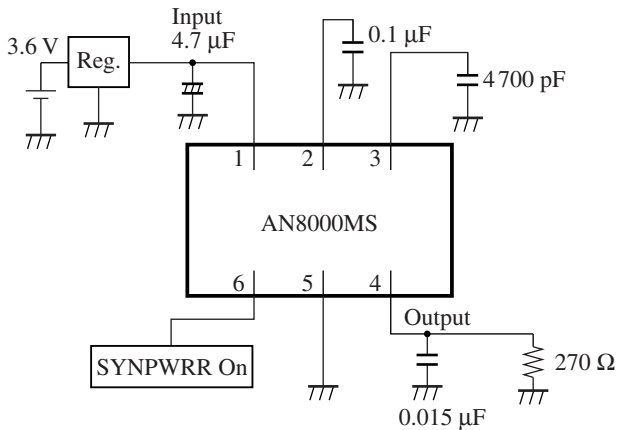 Input
4.7 µF
3.6 V
Reg.
0.1 µF
4 700 pF
1 2 3
AN8000MS
6 5 4
Output
SYNPWRR On
270 Ω
0.015 µF